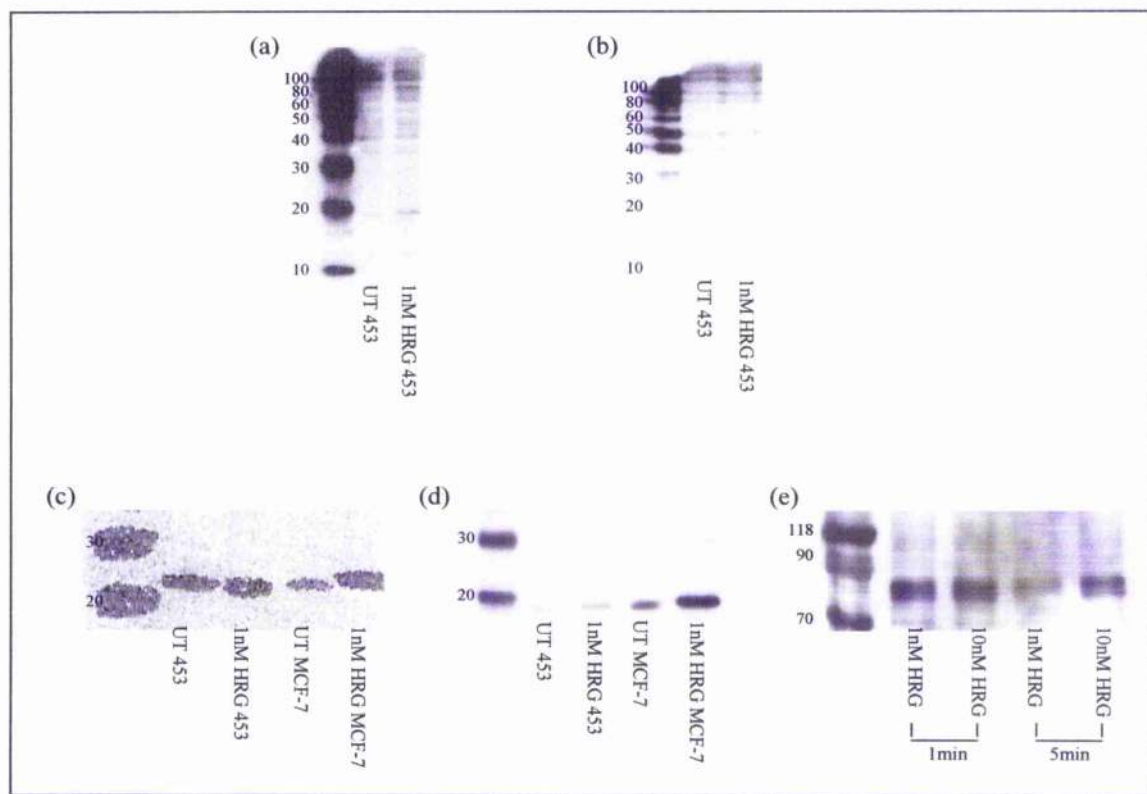 (a)
100
80
60
50
40
30
20
10
UT 453
1nM HRG 453
(b)
100
80
60
50
40
30
20
10
UT 453
1nM HRG 453
(c)
30
20
UT 453
1nM HRG 453
UT MCF-7
1nM HRG MCF-7
(d)
30
20
UT 453
1nM HRG 453
UT MCF-7
1nM HRG MCF-7
(e)
118
90
70
1nM HRG
10nM HRG
1nM HRG
10nM HRG
1min
5min